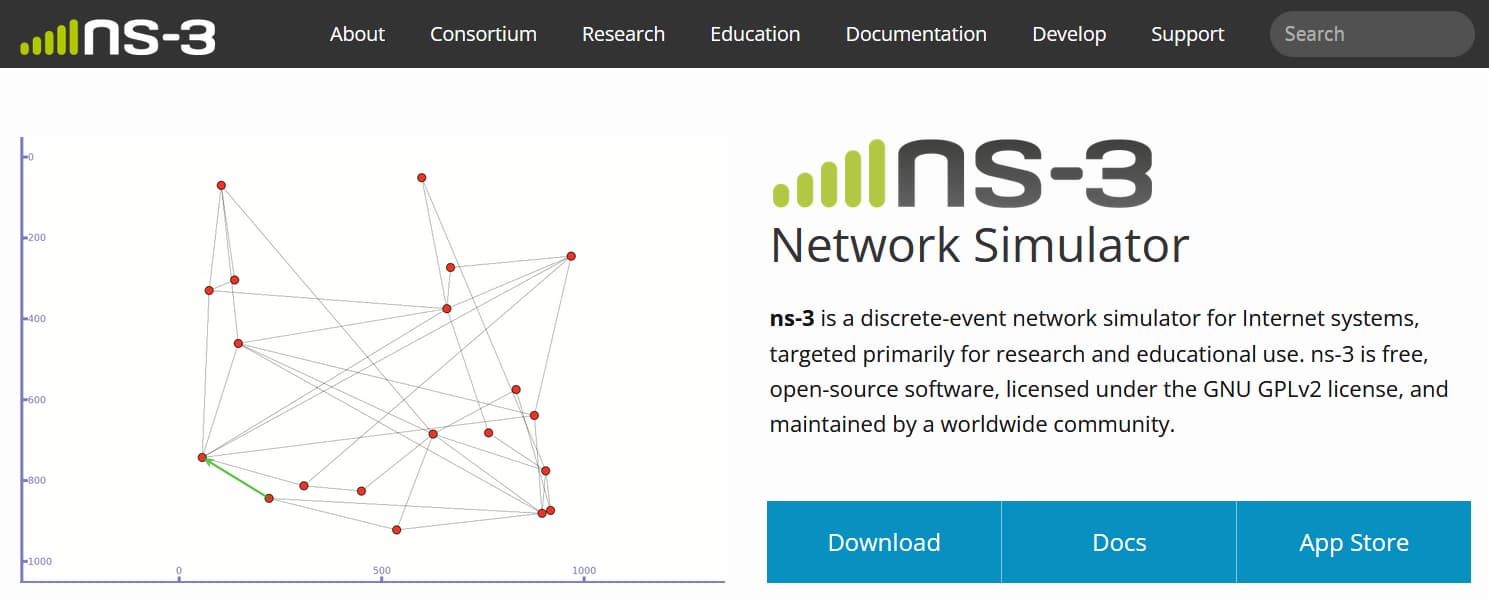 ns-3
About Consortium Research Education Documentation Develop Support Search
0
200
400
600
800
1000
0 500 1000
ns-3
Network Simulator
ns-3 is a discrete-event network simulator for Internet systems,
targeted primarily for research and educational use. ns-3 is free,
open-source software, licensed under the GNU GPLv2 license, and
maintained by a worldwide community.
Download Docs App Store